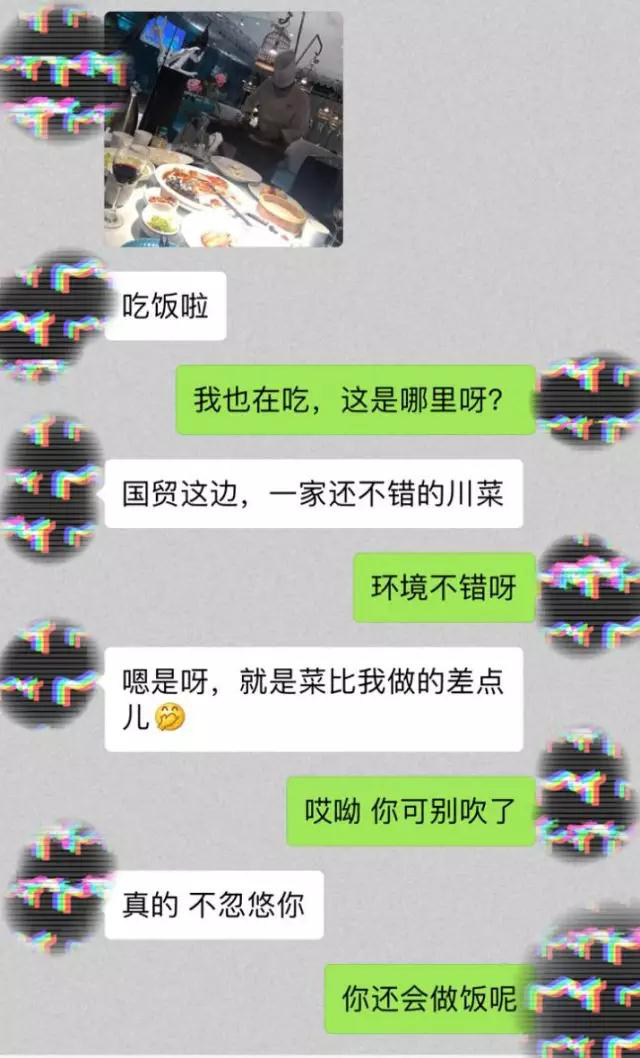 吃饭啦
我也在吃，这是哪里呀？
国贸这边，一家还不错的川菜
环境不错呀
嗯是呀，就是菜比我做的差点
儿🤭
哎呦 你可别吹了
真的 不忽悠你
你还会做饭呢